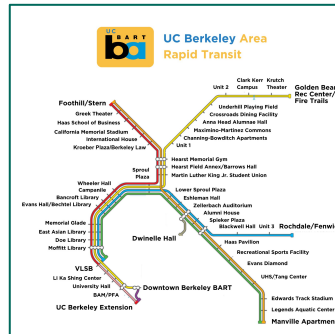 UC
BART
ba
UC Berkeley Area
Rapid Transit
Clark Kerr
Campus
Krutch
Theater
Unit 2
Golden Bear
Rec Center/
Fire Trails
Foothill/Stern
Greek Theater
Haas School of Business
California Memorial Stadium
International House
Kroeber Plaza/Berkeley Law
Underhill Playing Field
Crossroads Dining Facility
Anna Head Alumnae Hall
Maximino-Martinez Commons
Channing-Bowditch Apartments
Unit 1
Hearst Memorial Gym
Hearst Field Annex/Barrows Hall
Martin Luther King Jr. Student Union
Sproul
Plaza
Wheeler Hall
Campanile
Bancroft Library
Evans Hall/Bechtel Library
Lower Sproul Plaza
Eshleman Hall
Zellerbach Auditorium
Alumni House
Spieker Plaza
Blackwell Hall
Unit 3
Rochdale/Fenwick
Memorial Glade
East Asian Library
Doe Library
Moffitt Library
Dwinelle Hall
Haas Pavilion
Recreational Sports Facility
Evans Diamond
UHS/Tang Center
VLSB
Li Ka Shing Center
University Hall
BAM/PFA
Downtown Berkeley BART
UC Berkeley Extension
Edwards Track Stadium
Legends Aquatic Center
Manville Apartments